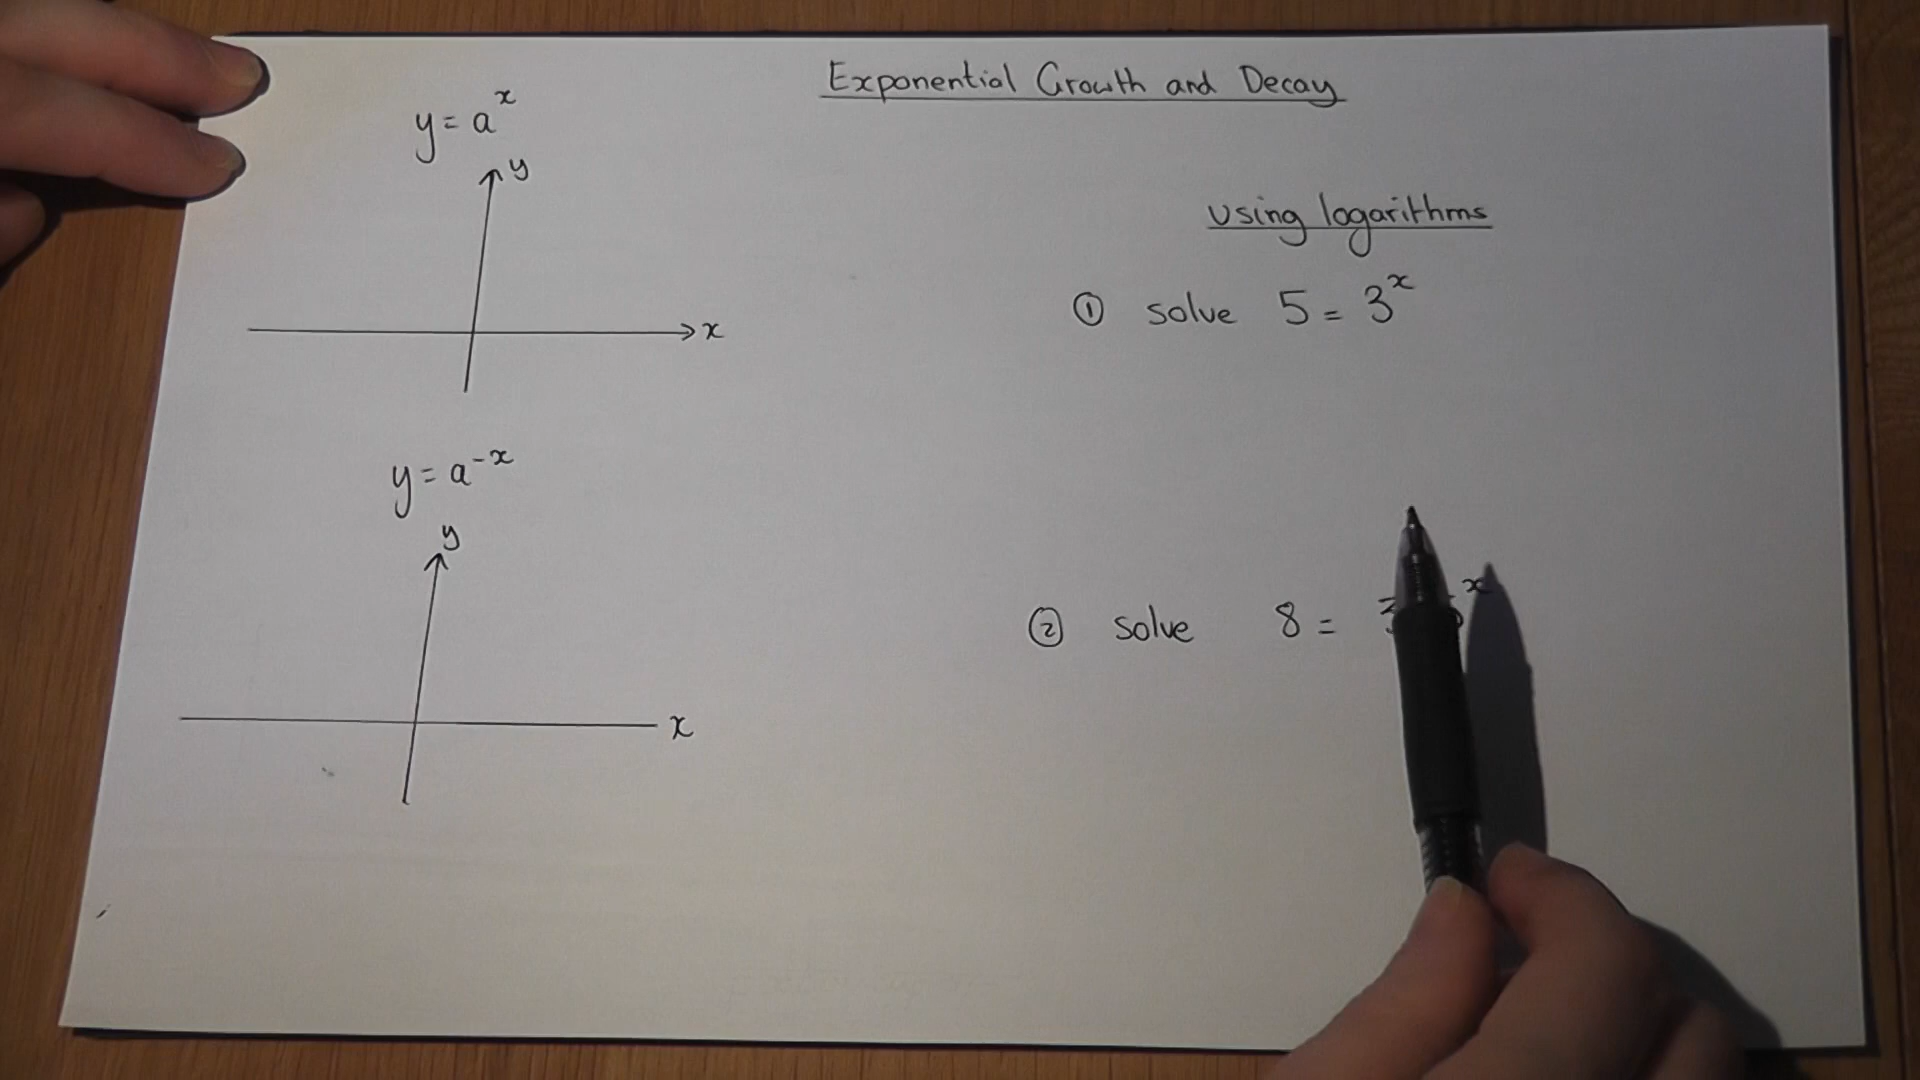 Exponential Growth and Decay
y = a^x
y
x
y = a^-x
y
x
using logarithms
① solve 5 = 3^x
② solve 8 =    x